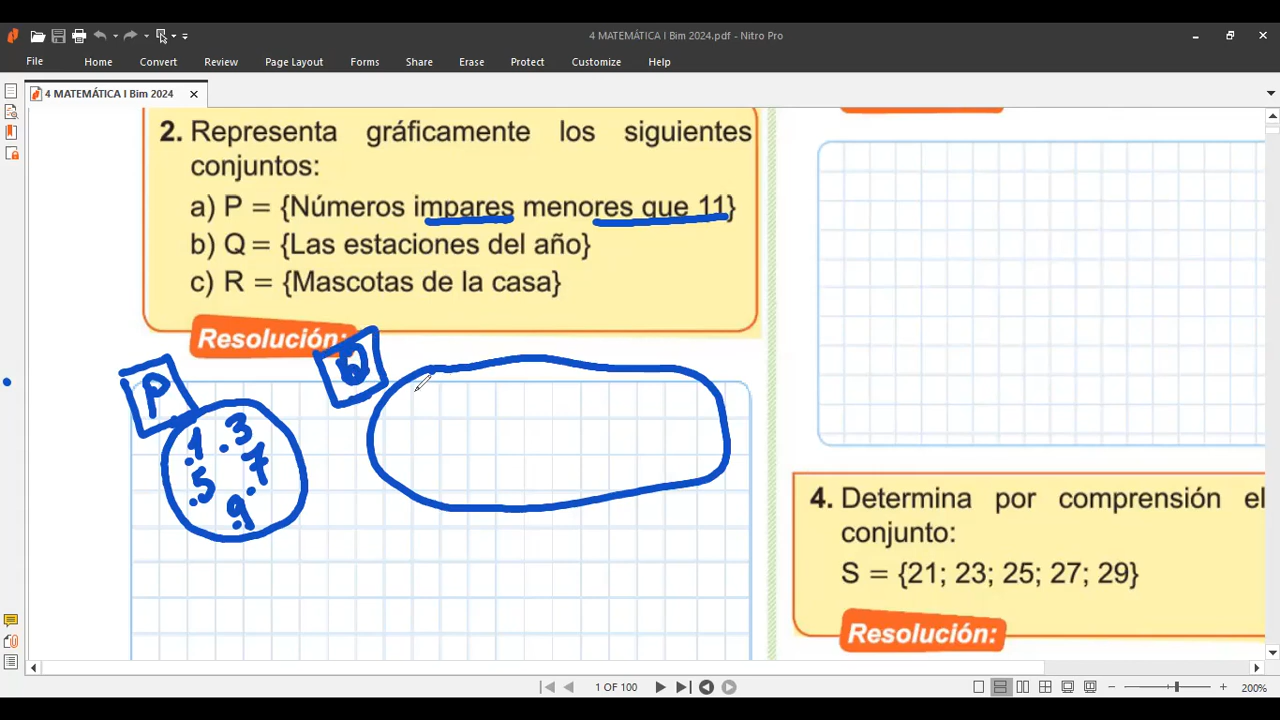 4 MATEMÁTICA I Bim 2024.pdf - Nitro Pro
File Home Convert Review Page Layout Forms Share Erase Protect Customize Help
4 MATEMÁTICA I Bim 2024
2. Representa gráficamente los siguientes
conjuntos:
a) P = {Números impares menores que 11}
b) Q = {Las estaciones del año}
c) R = {Mascotas de la casa}
Resolución:
P
.1 .3
.5 .7
.9
4. Determina por comprensión el
conjunto:
S = {21; 23; 25; 27; 29}
Resolución:
1 OF 100
200%